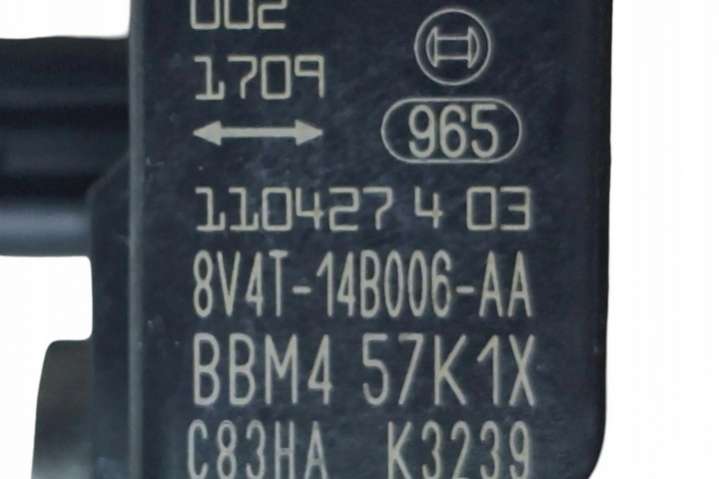 002
1709
965
110427 4 03
8V4T-14B006-AA
BBM4 57K1X
C83HA K3239